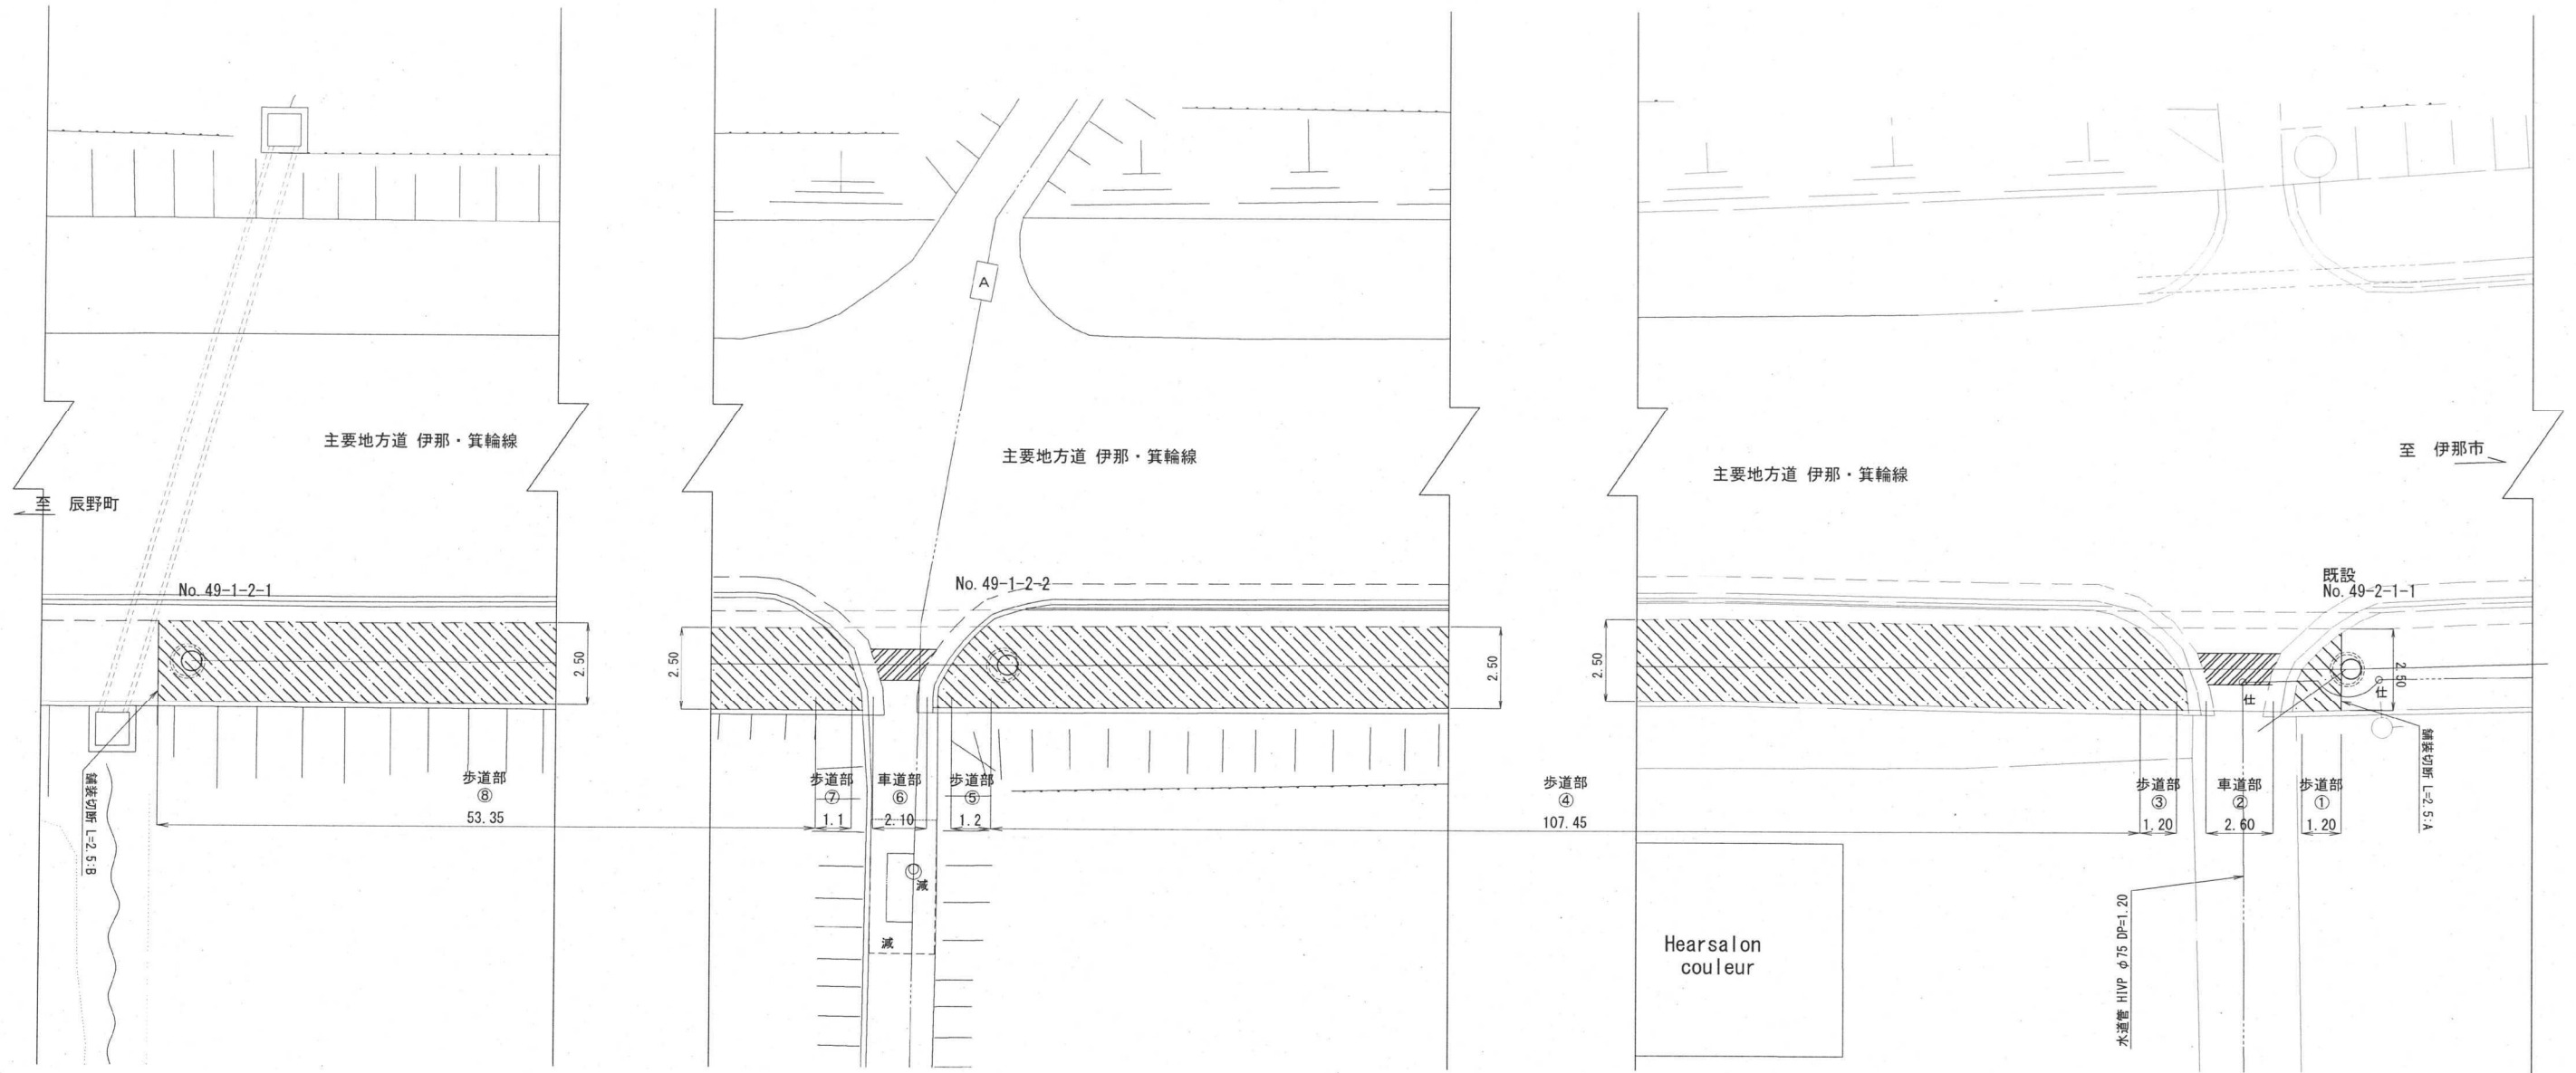 A
主要地方道 伊那・箕輪線
主要地方道 伊那・箕輪線
主要地方道 伊那・箕輪線
至 伊那市
至 辰野町
No. 49-1-2-1
No. 49-1-2-2
既設
No. 49-2-1-1
2.50
2.50
2.50
2.50
2.50
仕
仕
舗装切断 L=2.5:B
歩道部
⑧
53.35
歩道部
⑦
1.1
車道部
⑥
2.10
歩道部
⑤
1.2
歩道部
④
107.45
歩道部
③
1.20
車道部
②
2.60
歩道部
①
1.20
舗装切断 L=2.5:A
減
減
Hearsalon
couleur
水道管 HIVP φ75 DP=1.20